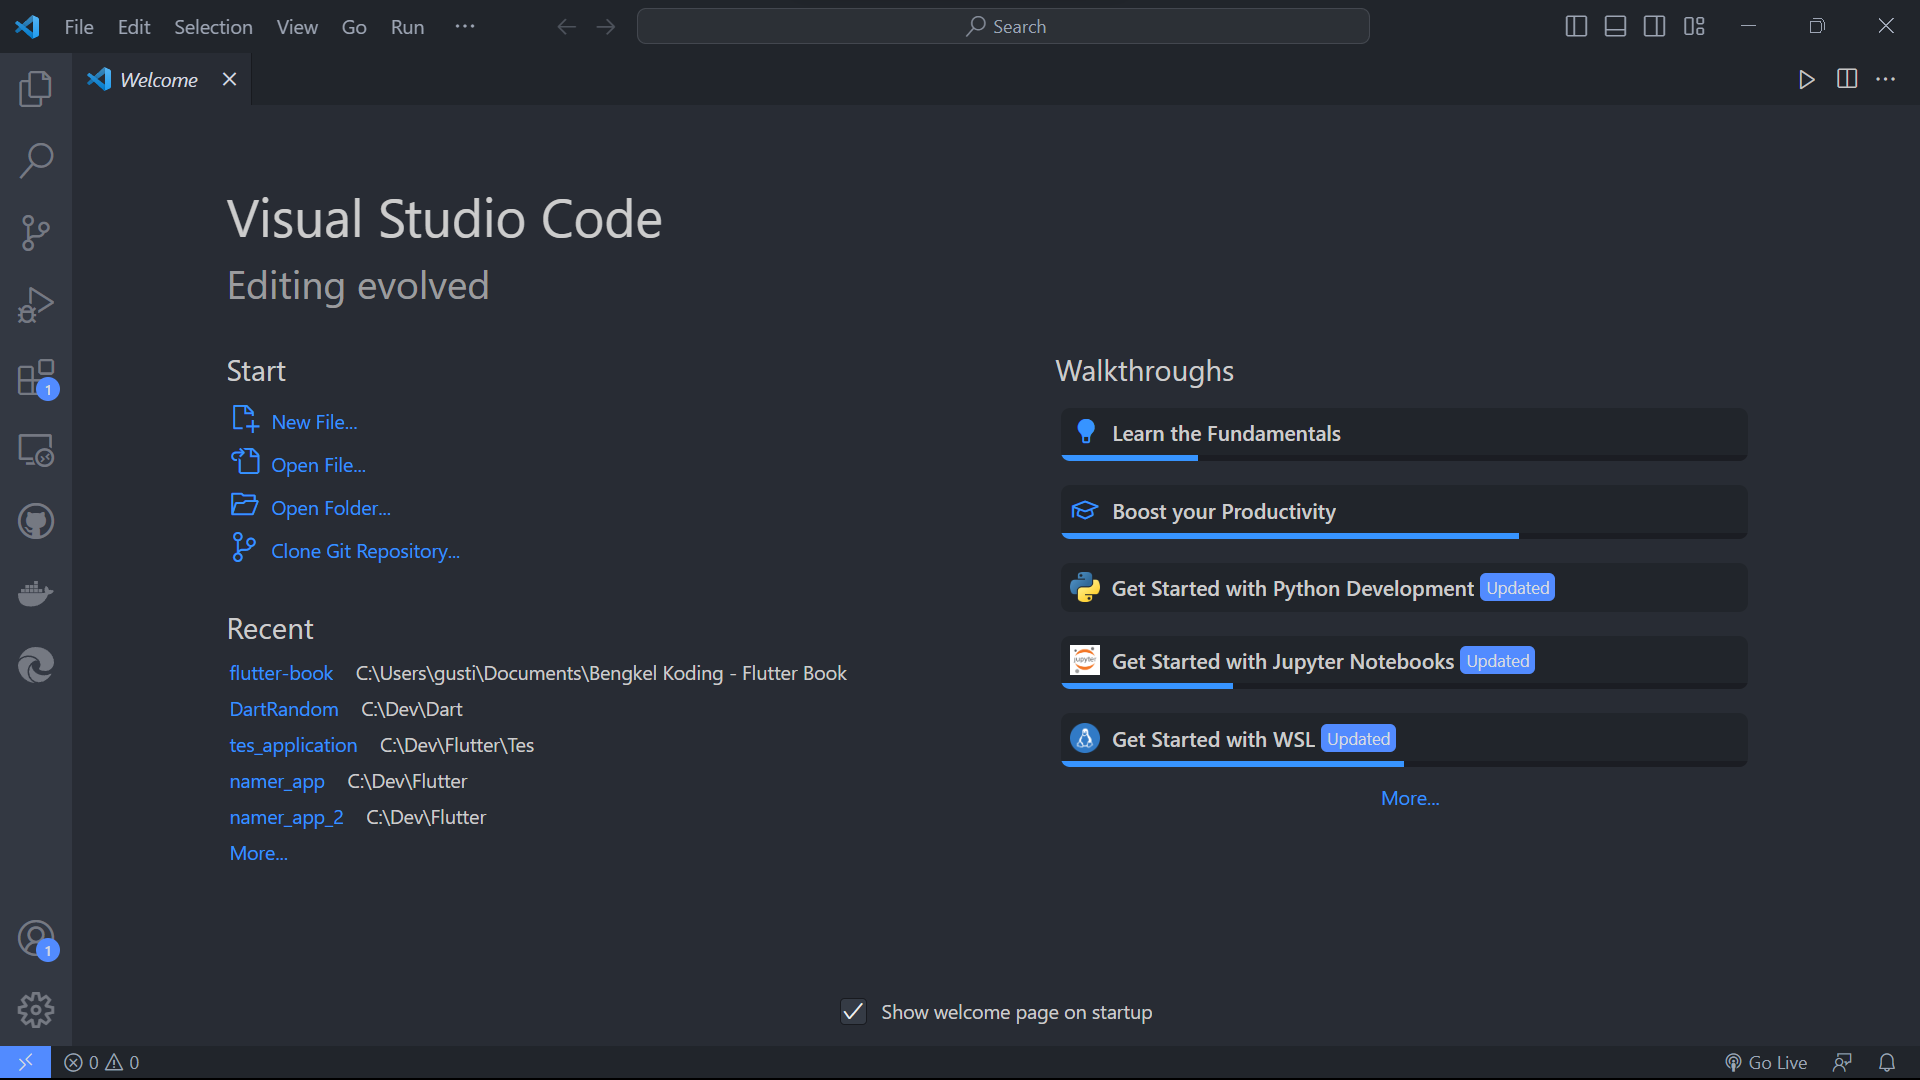 File Edit Selection View Go Run ···
Search
Welcome
Visual Studio Code
Editing evolved
Start
New File...
Open File...
Open Folder...
Clone Git Repository...
Recent
flutter-book C:\Users\gusti\Documents\Bengkel Koding - Flutter Book
DartRandom C:\Dev\Dart
tes_application C:\Dev\Flutter\Tes
namer_app C:\Dev\Flutter
namer_app_2 C:\Dev\Flutter
More...
Walkthroughs
Learn the Fundamentals
Boost your Productivity
Get Started with Python Development Updated
jupyter Get Started with Jupyter Notebooks Updated
Get Started with WSL Updated
More...
1
1
Show welcome page on startup
0 0
Go Live